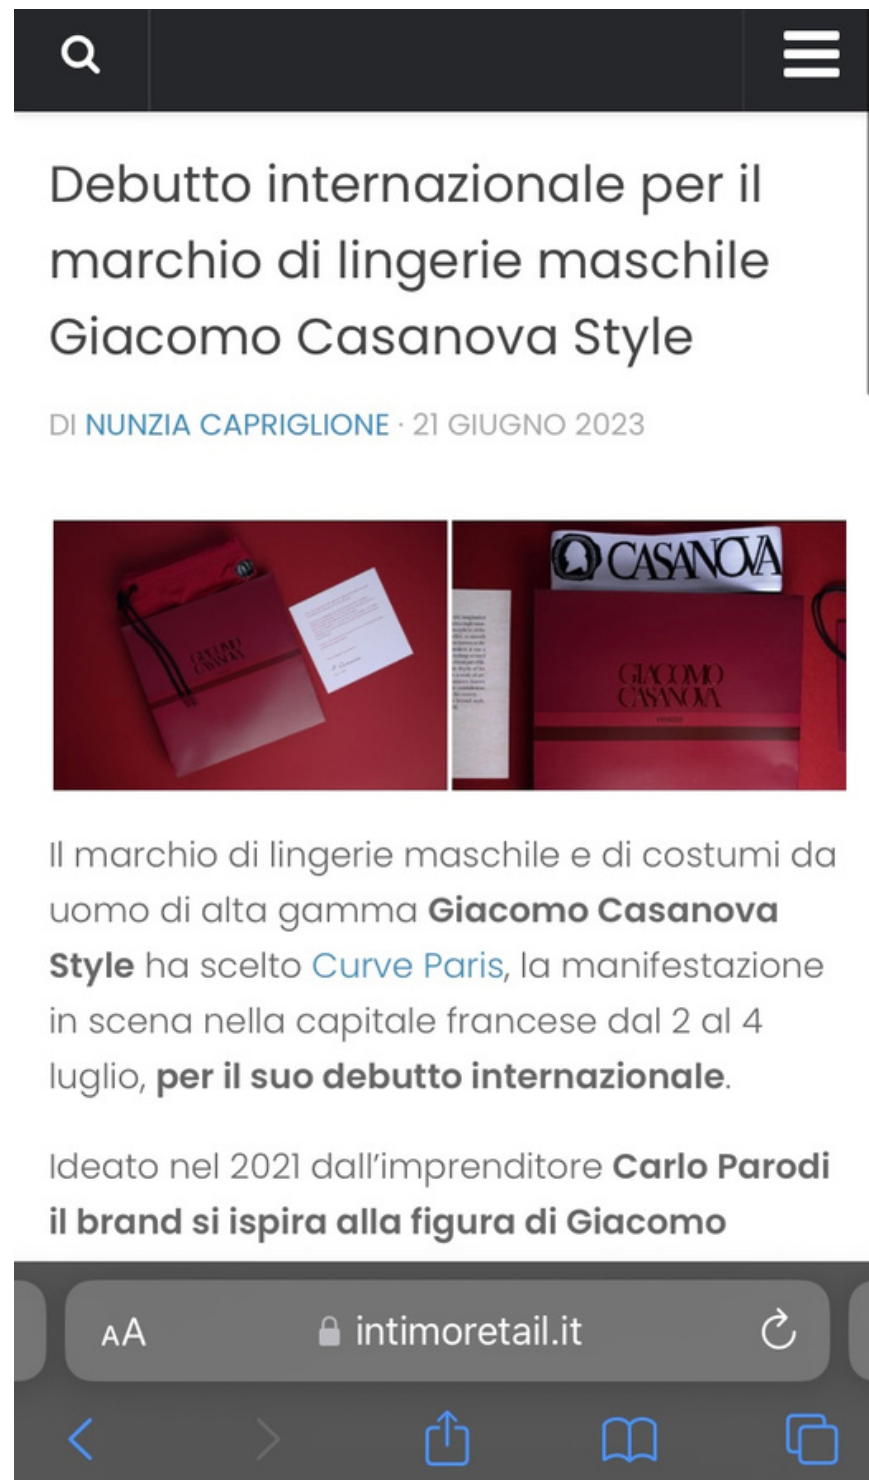 Debutto internazionale per il
marchio di lingerie maschile
Giacomo Casanova Style
DI NUNZIA CAPRIGLIONE · 21 GIUGNO 2023
CASANOVA
GIACOMO
CASANOVA
GIACOMO
CASANOVA
VENEZIA
Il marchio di lingerie maschile e di costumi da
uomo di alta gamma Giacomo Casanova
Style ha scelto Curve Paris, la manifestazione
in scena nella capitale francese dal 2 al 4
luglio, per il suo debutto internazionale.
Ideato nel 2021 dall'imprenditore Carlo Parodi
il brand si ispira alla figura di Giacomo
AA
intimoretail.it